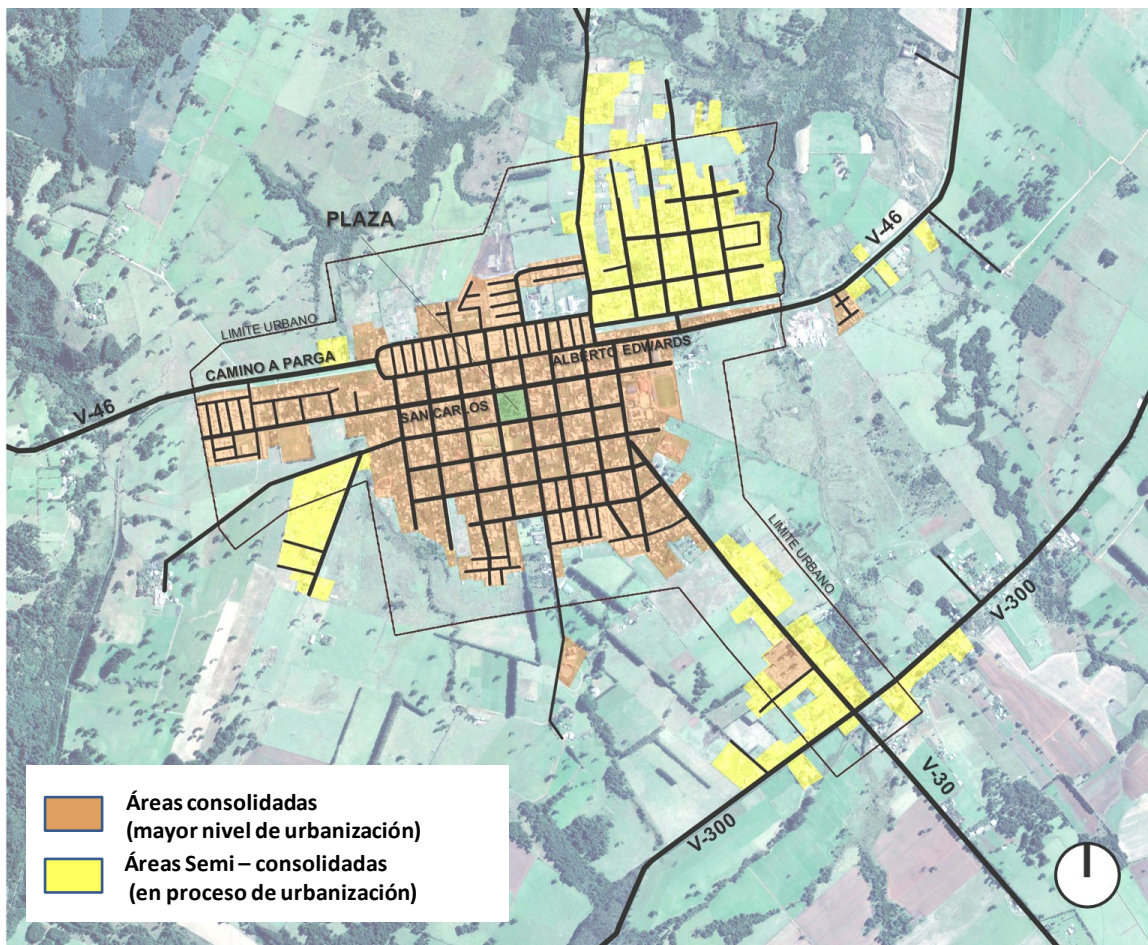 PLAZA
V-46
LIMITE URBANO
ALBERTO EDWARDS
CAMINO A PARGA
V-46
SAN CARLOS
LIMITE URBANO
V-300
V-30
V-300
Áreas consolidadas
(mayor nivel de urbanización)
Áreas Semi – consolidadas
(en proceso de urbanización)